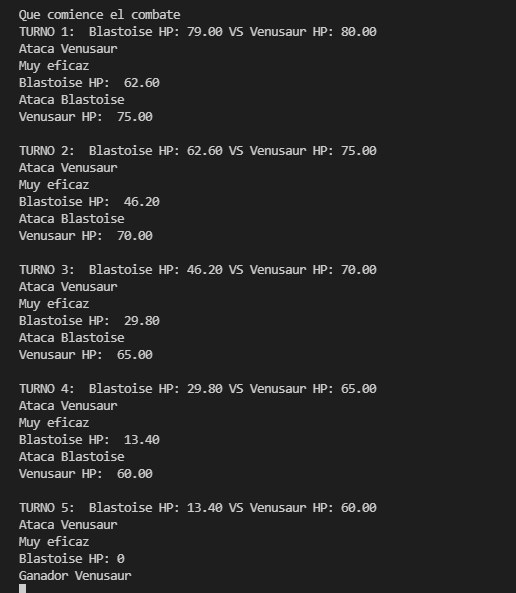 Que comience el combate
TURNO 1:  Blastoise HP: 79.00 VS Venusaur HP: 80.00
Ataca Venusaur
Muy eficaz
Blastoise HP:  62.60
Ataca Blastoise
Venusaur HP:  75.00

TURNO 2:  Blastoise HP: 62.60 VS Venusaur HP: 75.00
Ataca Venusaur
Muy eficaz
Blastoise HP:  46.20
Ataca Blastoise
Venusaur HP:  70.00

TURNO 3:  Blastoise HP: 46.20 VS Venusaur HP: 70.00
Ataca Venusaur
Muy eficaz
Blastoise HP:  29.80
Ataca Blastoise
Venusaur HP:  65.00

TURNO 4:  Blastoise HP: 29.80 VS Venusaur HP: 65.00
Ataca Venusaur
Muy eficaz
Blastoise HP:  13.40
Ataca Blastoise
Venusaur HP:  60.00

TURNO 5:  Blastoise HP: 13.40 VS Venusaur HP: 60.00
Ataca Venusaur
Muy eficaz
Blastoise HP: 0
Ganador Venusaur